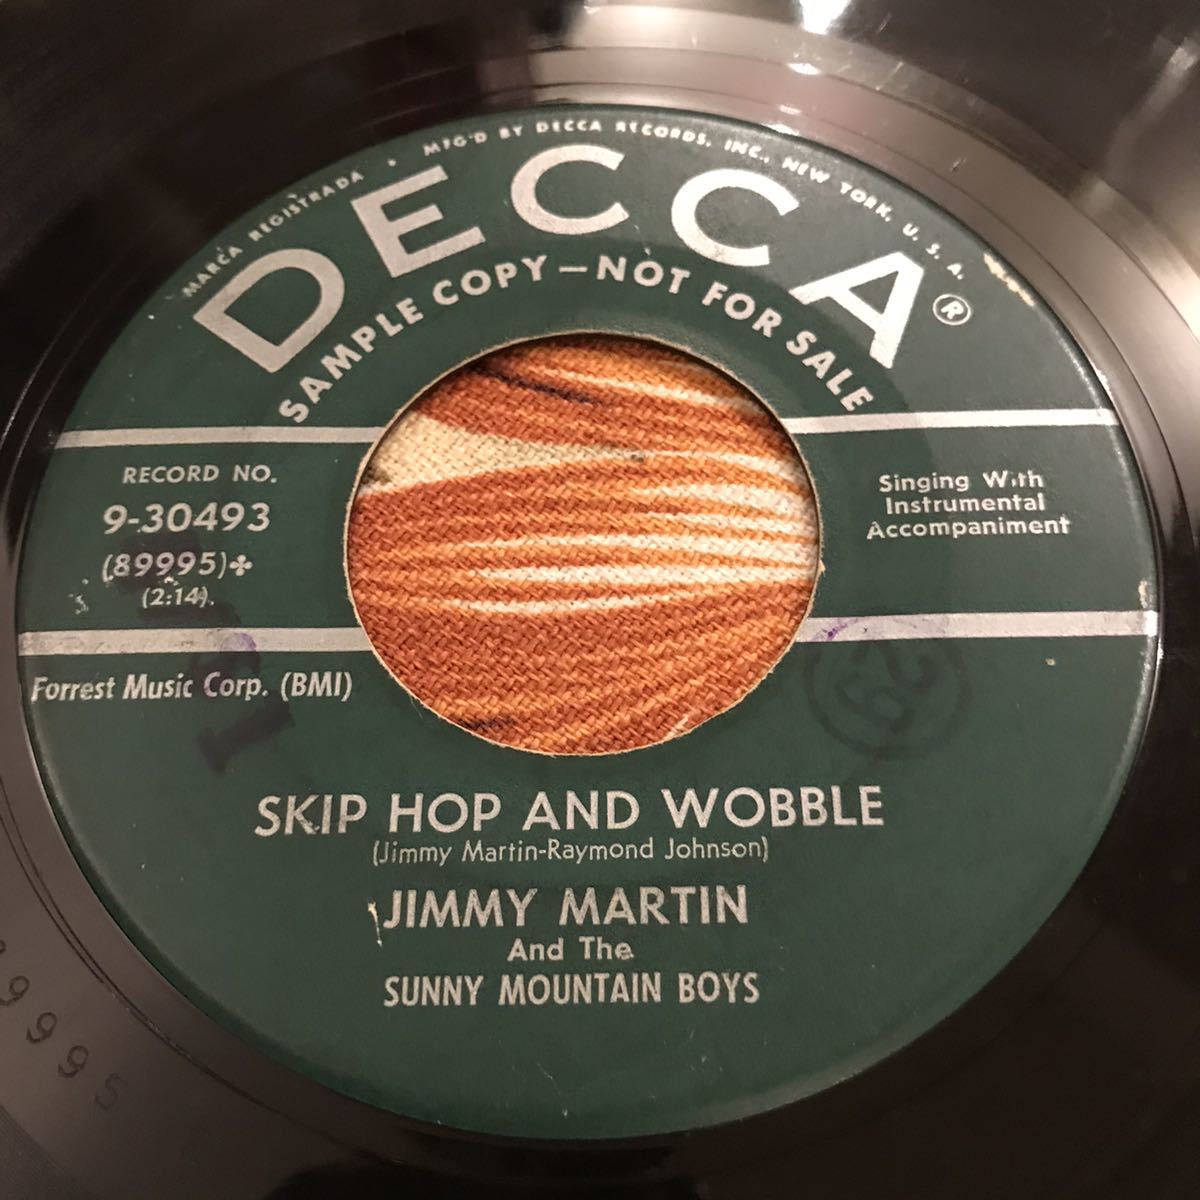 MARCA REGISTRADA • MFG'D BY DECCA RECORDS, INC., NEW YORK, U. S. A.
DECCA ®
SAMPLE COPY—NOT FOR SALE
RECORD NO.
9-30493
(89995)✤
(2:14)
Singing With
Instrumental
Accompaniment
Forrest Music Corp. (BMI)
62
SKIP HOP AND WOBBLE
(Jimmy Martin-Raymond Johnson)
JIMMY MARTIN
And The
SUNNY MOUNTAIN BOYS
9995